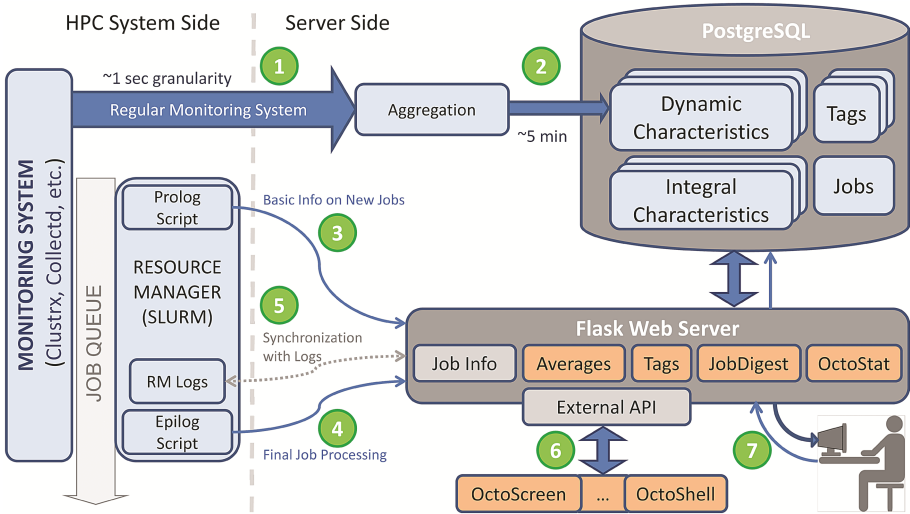 HPC System Side
Server Side
PostgreSQL
~1 sec granularity
1
2
Regular Monitoring System
Aggregation
~5 min
Dynamic
Characteristics
Tags
Integral
Characteristics
Jobs
MONITORING SYSTEM
(Clustrx, Collectd, etc.)
JOB QUEUE
Prolog
Script
Basic Info on New Jobs
3
RESOURCE
MANAGER
(SLURM)
5
Synchronization
with Logs
RM Logs
Epilog
Script
4
Final Job Processing
Flask Web Server
Job Info
Averages
Tags
JobDigest
OctoStat
External API
6
7
OctoScreen
...
OctoShell